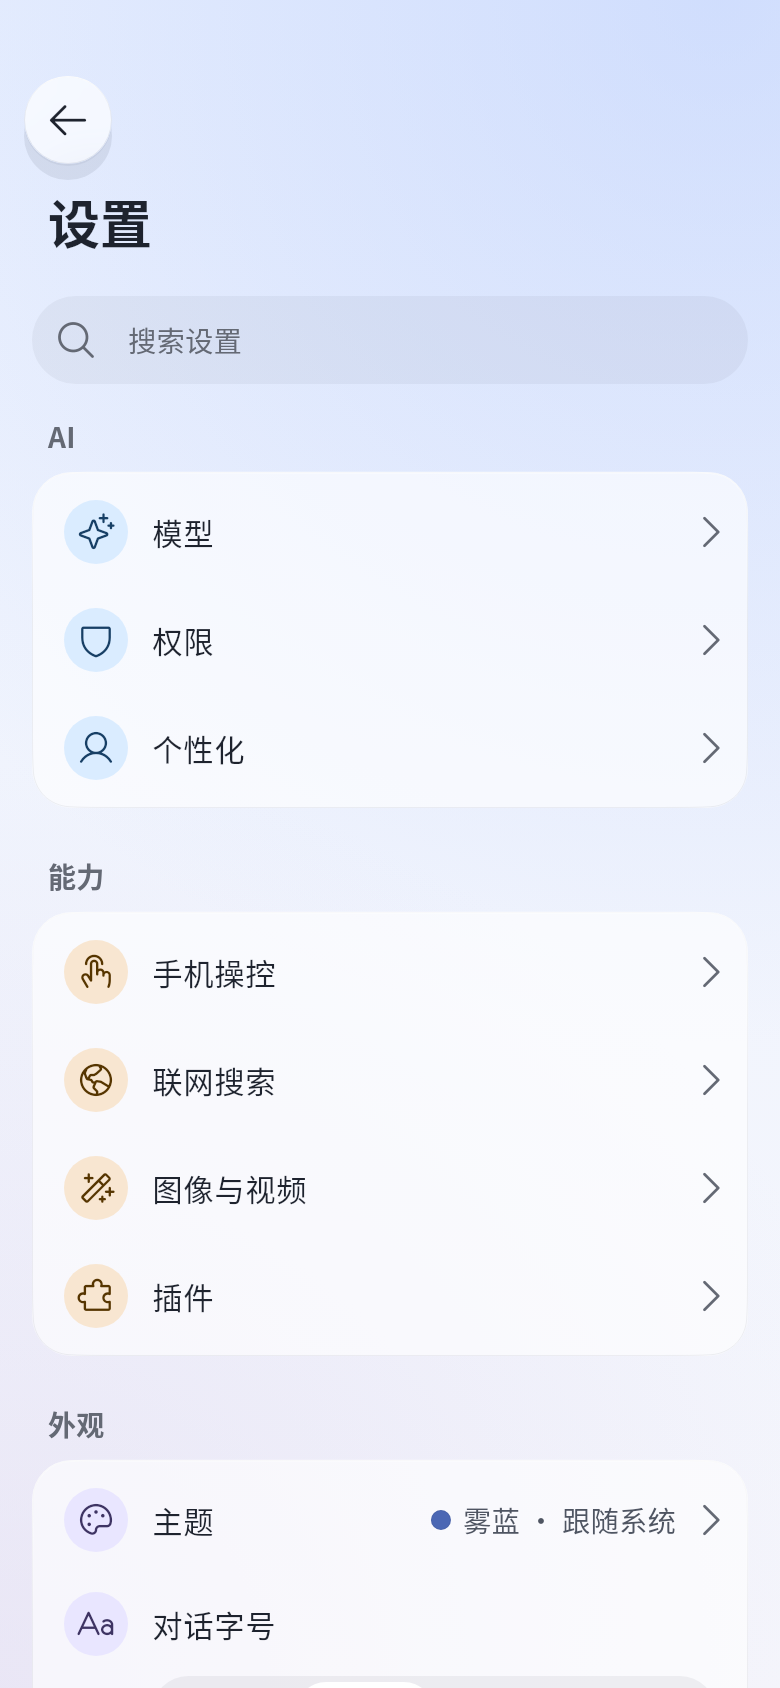 设置
搜索设置
AI
模型
权限
个性化
能力
手机操控
联网搜索
图像与视频
插件
外观
主题 雾蓝 · 跟随系统
Aa 对话字号